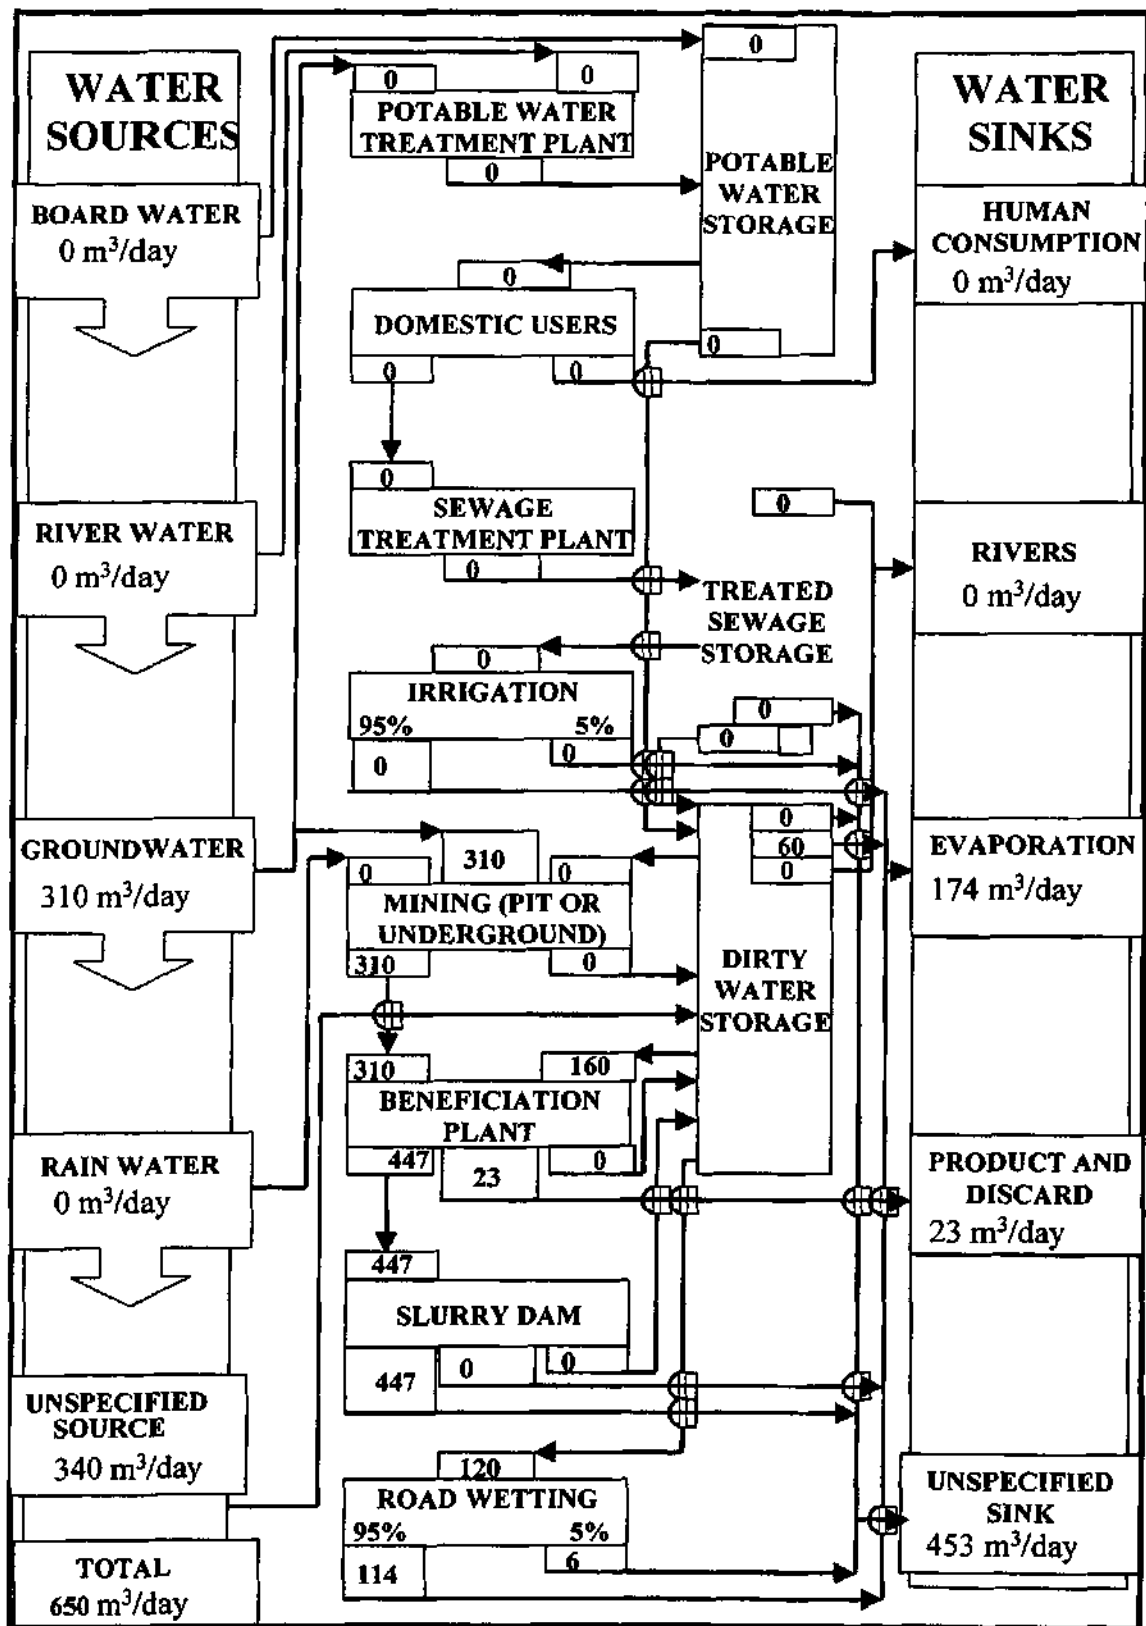 WATER
SOURCES
BOARD WATER
0 m³/day
RIVER WATER
0 m³/day
GROUNDWATER
310 m³/day
RAIN WATER
0 m³/day
UNSPECIFIED
SOURCE
340 m³/day
TOTAL
650 m³/day
0
0
POTABLE WATER
TREATMENT PLANT
0
0
DOMESTIC USERS
0
0
0
SEWAGE
TREATMENT PLANT
0
0
IRRIGATION
95% 5%
0
0
0
310
0
MINING (PIT OR
UNDERGROUND)
310
0
310
160
BENEFICIATION
PLANT
447
23
0
447
SLURRY DAM
447
0
0
120
ROAD WETTING
95% 5%
114
6
0
POTABLE
WATER
STORAGE
0
0
TREATED
SEWAGE
STORAGE
0
0
0
60
0
DIRTY
WATER
STORAGE
WATER
SINKS
HUMAN
CONSUMPTION
0 m³/day
RIVERS
0 m³/day
EVAPORATION
174 m³/day
PRODUCT AND
DISCARD
23 m³/day
UNSPECIFIED
SINK
453 m³/day